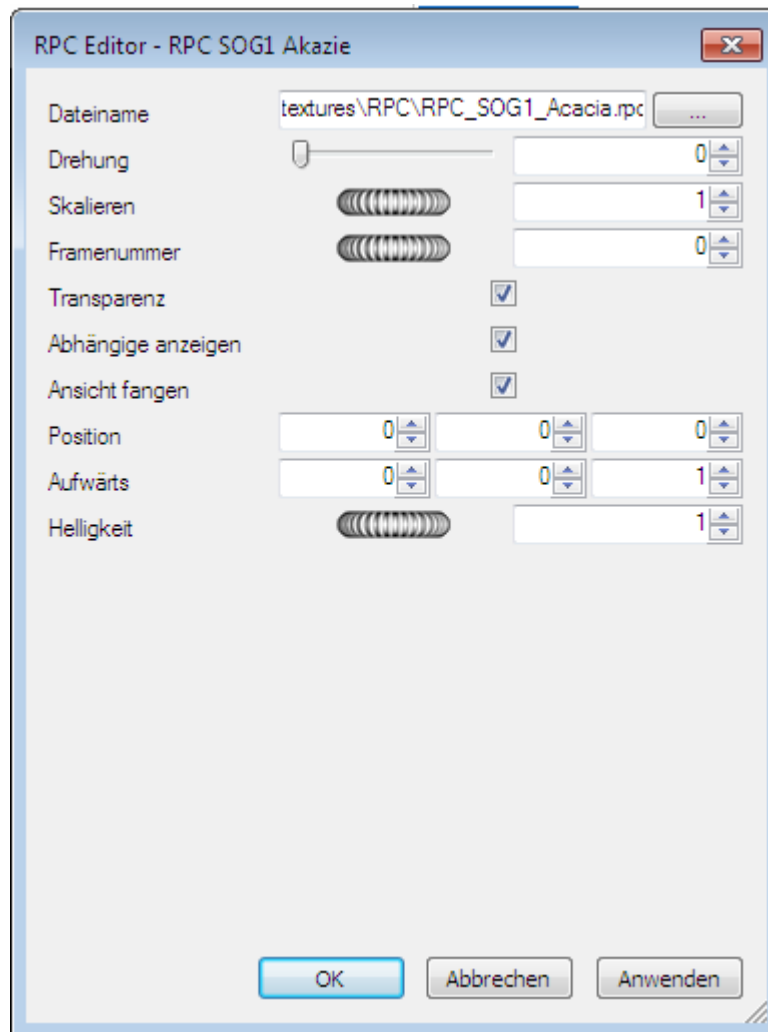 RPC Editor - RPC SOG1 Akazie
Dateiname textures\RPC\RPC_SOG1_Acacia.rpc ...
Drehung 0
Skalieren 1
Framenummer 0
Transparenz
Abhängige anzeigen
Ansicht fangen
Position 0 0 0
Aufwärts 0 0 1
Helligkeit 1
OK Abbrechen Anwenden